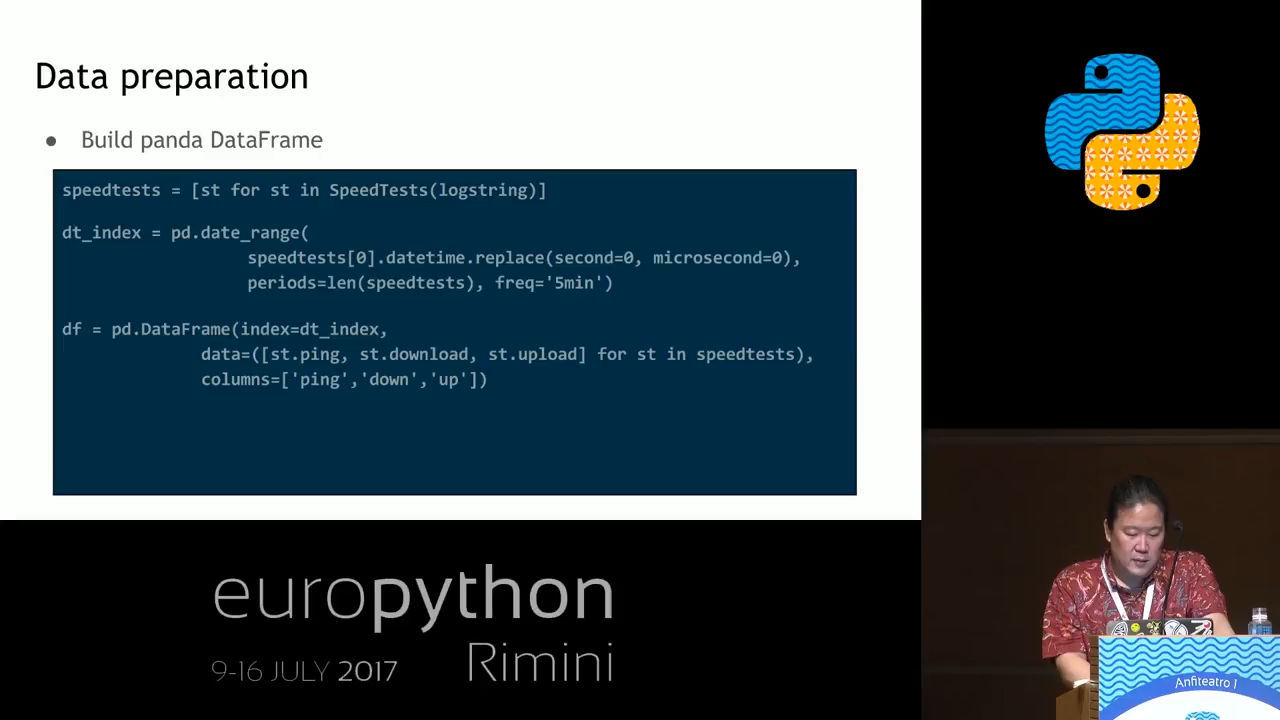 Data preparation
● Build panda DataFrame
speedtests = [st for st in SpeedTests(logstring)]
dt_index = pd.date_range(
speedtests[0].datetime.replace(second=0, microsecond=0),
periods=len(speedtests), freq='5min')
df = pd.DataFrame(index=dt_index,
data=([st.ping, st.download, st.upload] for st in speedtests),
columns=['ping','down','up'])
europython
9-16 JULY 2017 Rimini
Anfiteatro 1